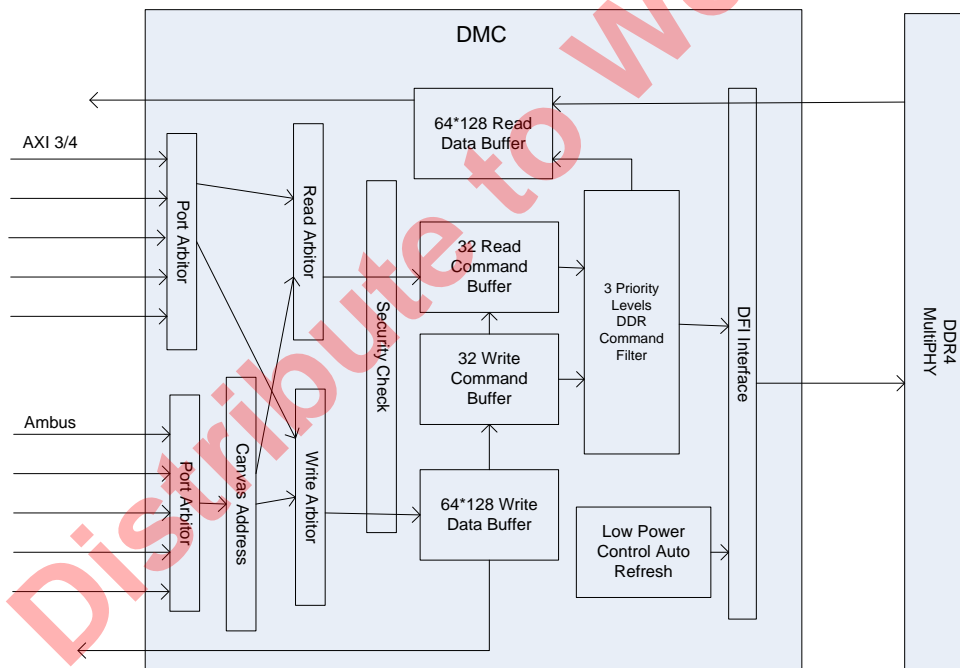 DMC
64*128 Read
Data Buffer
AXI 3/4
Port Arbitor
Read Arbitor
Security Check
32 Read
Command
Buffer
3 Priority
Levels
DDR
Command
Filter
DFI Interface
DDR4
MultiPHY
32 Write
Command
Buffer
Ambus
Port Arbitor
Canvas Address
Write Arbitor
64*128 Write
Data Buffer
Low Power
Control Auto
Refresh
Distribute to W